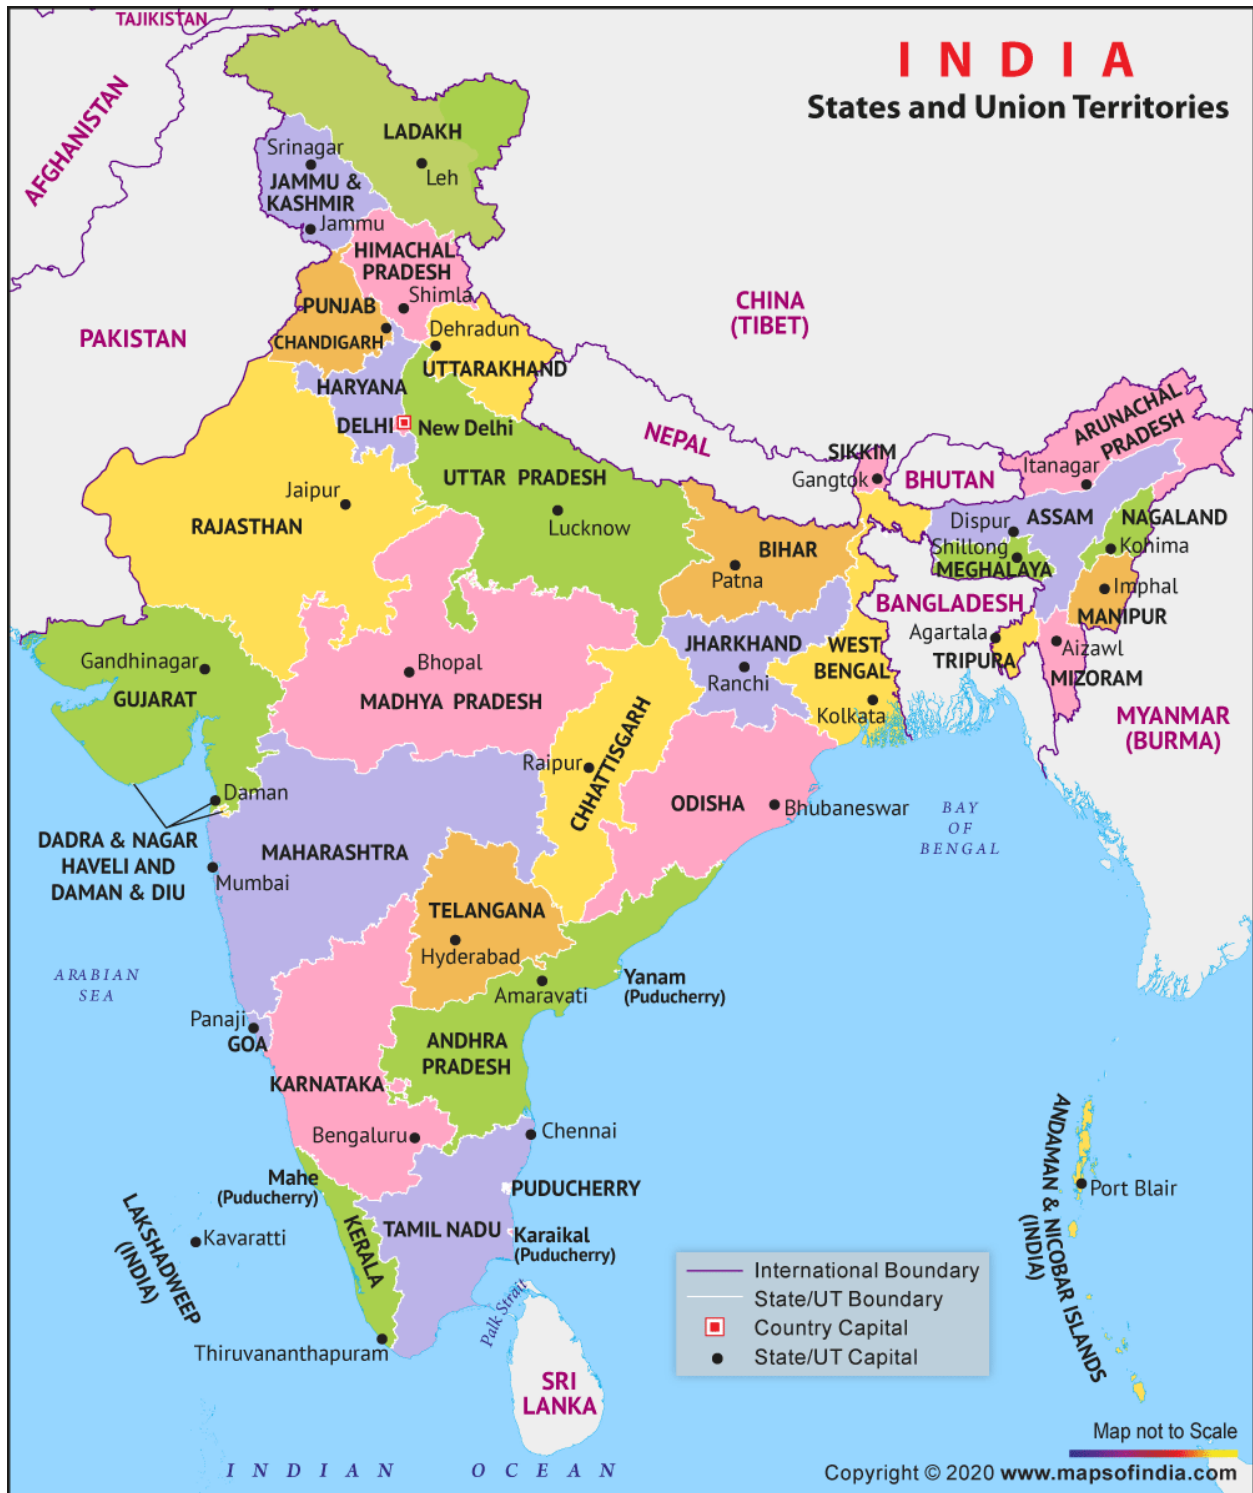 TAJIKISTAN
I N D I A
States and Union Territories
AFGHANISTAN
LADAKH
Srinagar
Leh
JAMMU &
KASHMIR
Jammu
HIMACHAL
PRADESH
Shimla
PUNJAB
CHANDIGARH
PAKISTAN
CHINA
(TIBET)
Dehradun
UTTARAKHAND
HARYANA
DELHI
New Delhi
NEPAL
SIKKIM
Gangtok
BHUTAN
ARUNACHAL
PRADESH
Itanagar
UTTAR PRADESH
Lucknow
Jaipur
RAJASTHAN
BIHAR
Patna
Dispur
ASSAM
NAGALAND
Kohima
Shillong
MEGHALAYA
Imphal
MANIPUR
BANGLADESH
Agartala
TRIPURA
Aizawl
MIZORAM
MYANMAR
(BURMA)
Gandhinagar
GUJARAT
Bhopal
MADHYA PRADESH
JHARKHAND
Ranchi
WEST
BENGAL
Kolkata
CHHATTISGARH
Raipur
ODISHA
Bhubaneswar
BAY
OF
BENGAL
Daman
DADRA & NAGAR
HAVELI AND
DAMAN & DIU
MAHARASHTRA
Mumbai
TELANGANA
Hyderabad
ARABIAN
SEA
Amaravati
Yanam
(Puducherry)
Panaji
GOA
ANDHRA
PRADESH
KARNATAKA
Bengaluru
Chennai
Mahe
(Puducherry)
PUDUCHERRY
KERALA
TAMIL NADU
Karaikal
(Puducherry)
LAKSHADWEEP
(INDIA)
Kavaratti
ANDAMAN & NICOBAR ISLANDS
(INDIA)
Port Blair
Palk Strait
Thiruvananthapuram
SRI
LANKA
International Boundary
State/UT Boundary
Country Capital
State/UT Capital
Map not to Scale
I N D I A N O C E A N
Copyright © 2020 www.mapsofindia.com